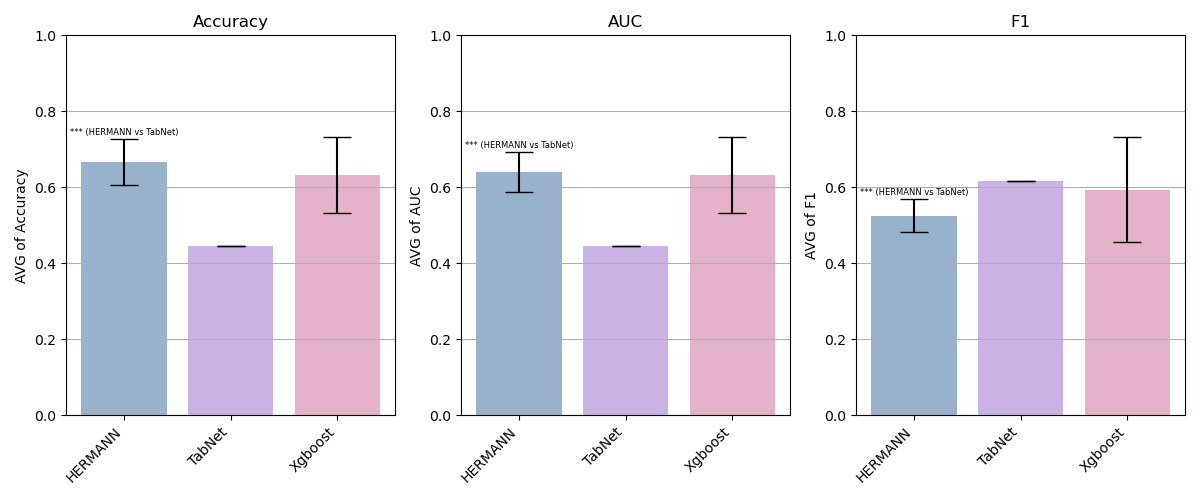 Accuracy
AVG of Accuracy
1.0
0.8
0.6
0.4
0.2
0.0
*** (HERMANN vs TabNet)
HERMANN
TabNet
Xgboost
AUC
AVG of AUC
1.0
0.8
0.6
0.4
0.2
0.0
*** (HERMANN vs TabNet)
HERMANN
TabNet
Xgboost
F1
AVG of F1
1.0
0.8
0.6
0.4
0.2
0.0
*** (HERMANN vs TabNet)
HERMANN
TabNet
Xgboost